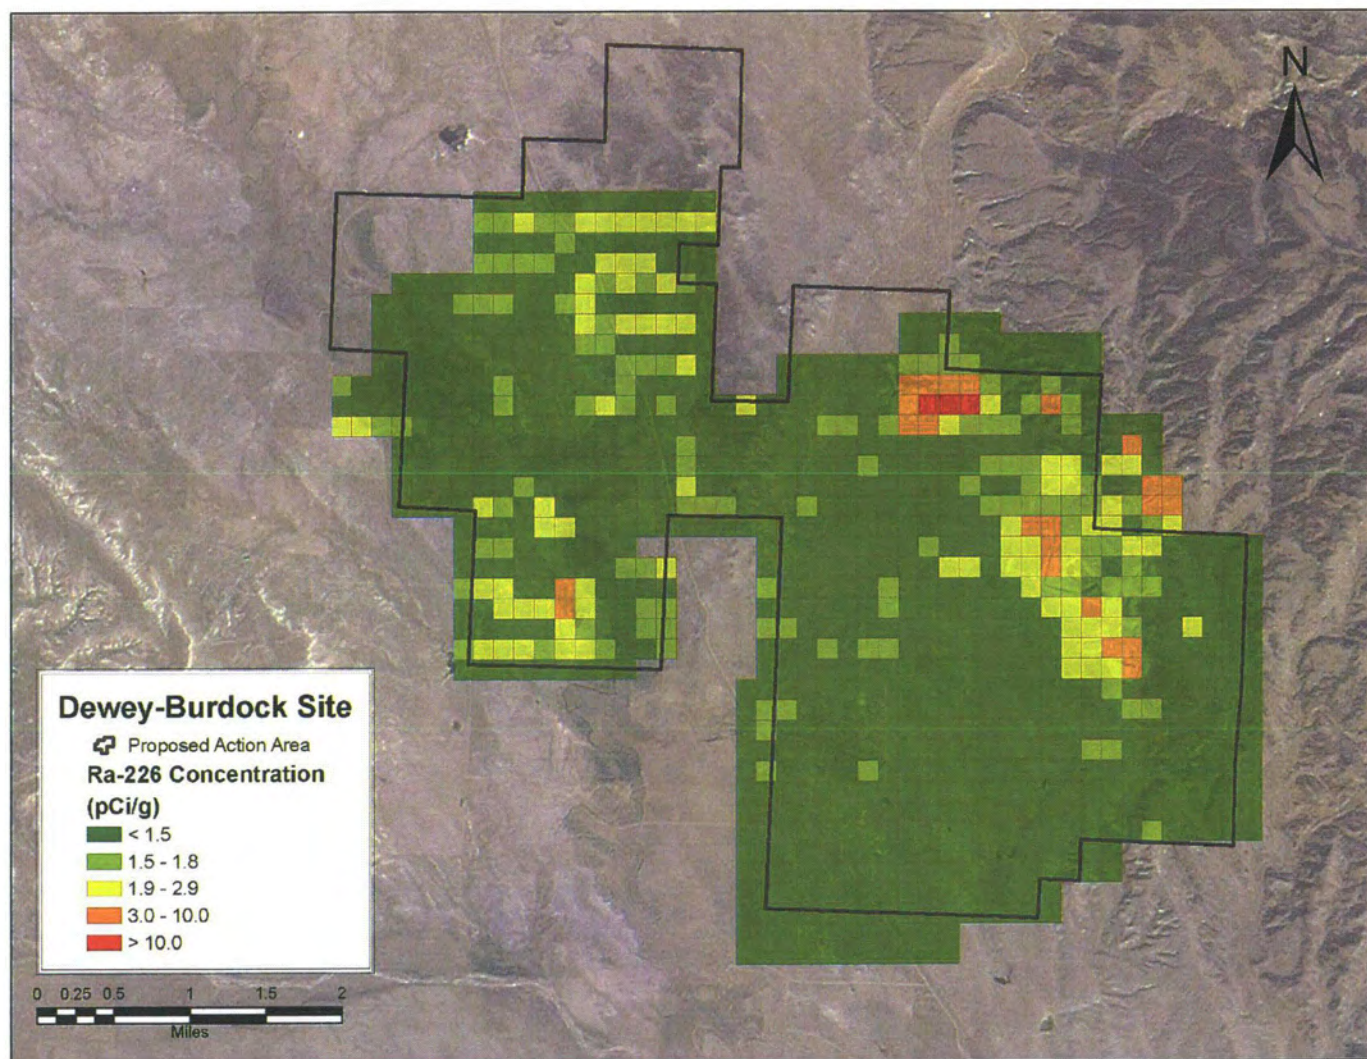 N
Dewey-Burdock Site
Proposed Action Area
Ra-226 Concentration
(pCi/g)
< 1.5
1.5 - 1.8
1.9 - 2.9
3.0 - 10.0
> 10.0
0 0.25 0.5 1 1.5 2
Miles